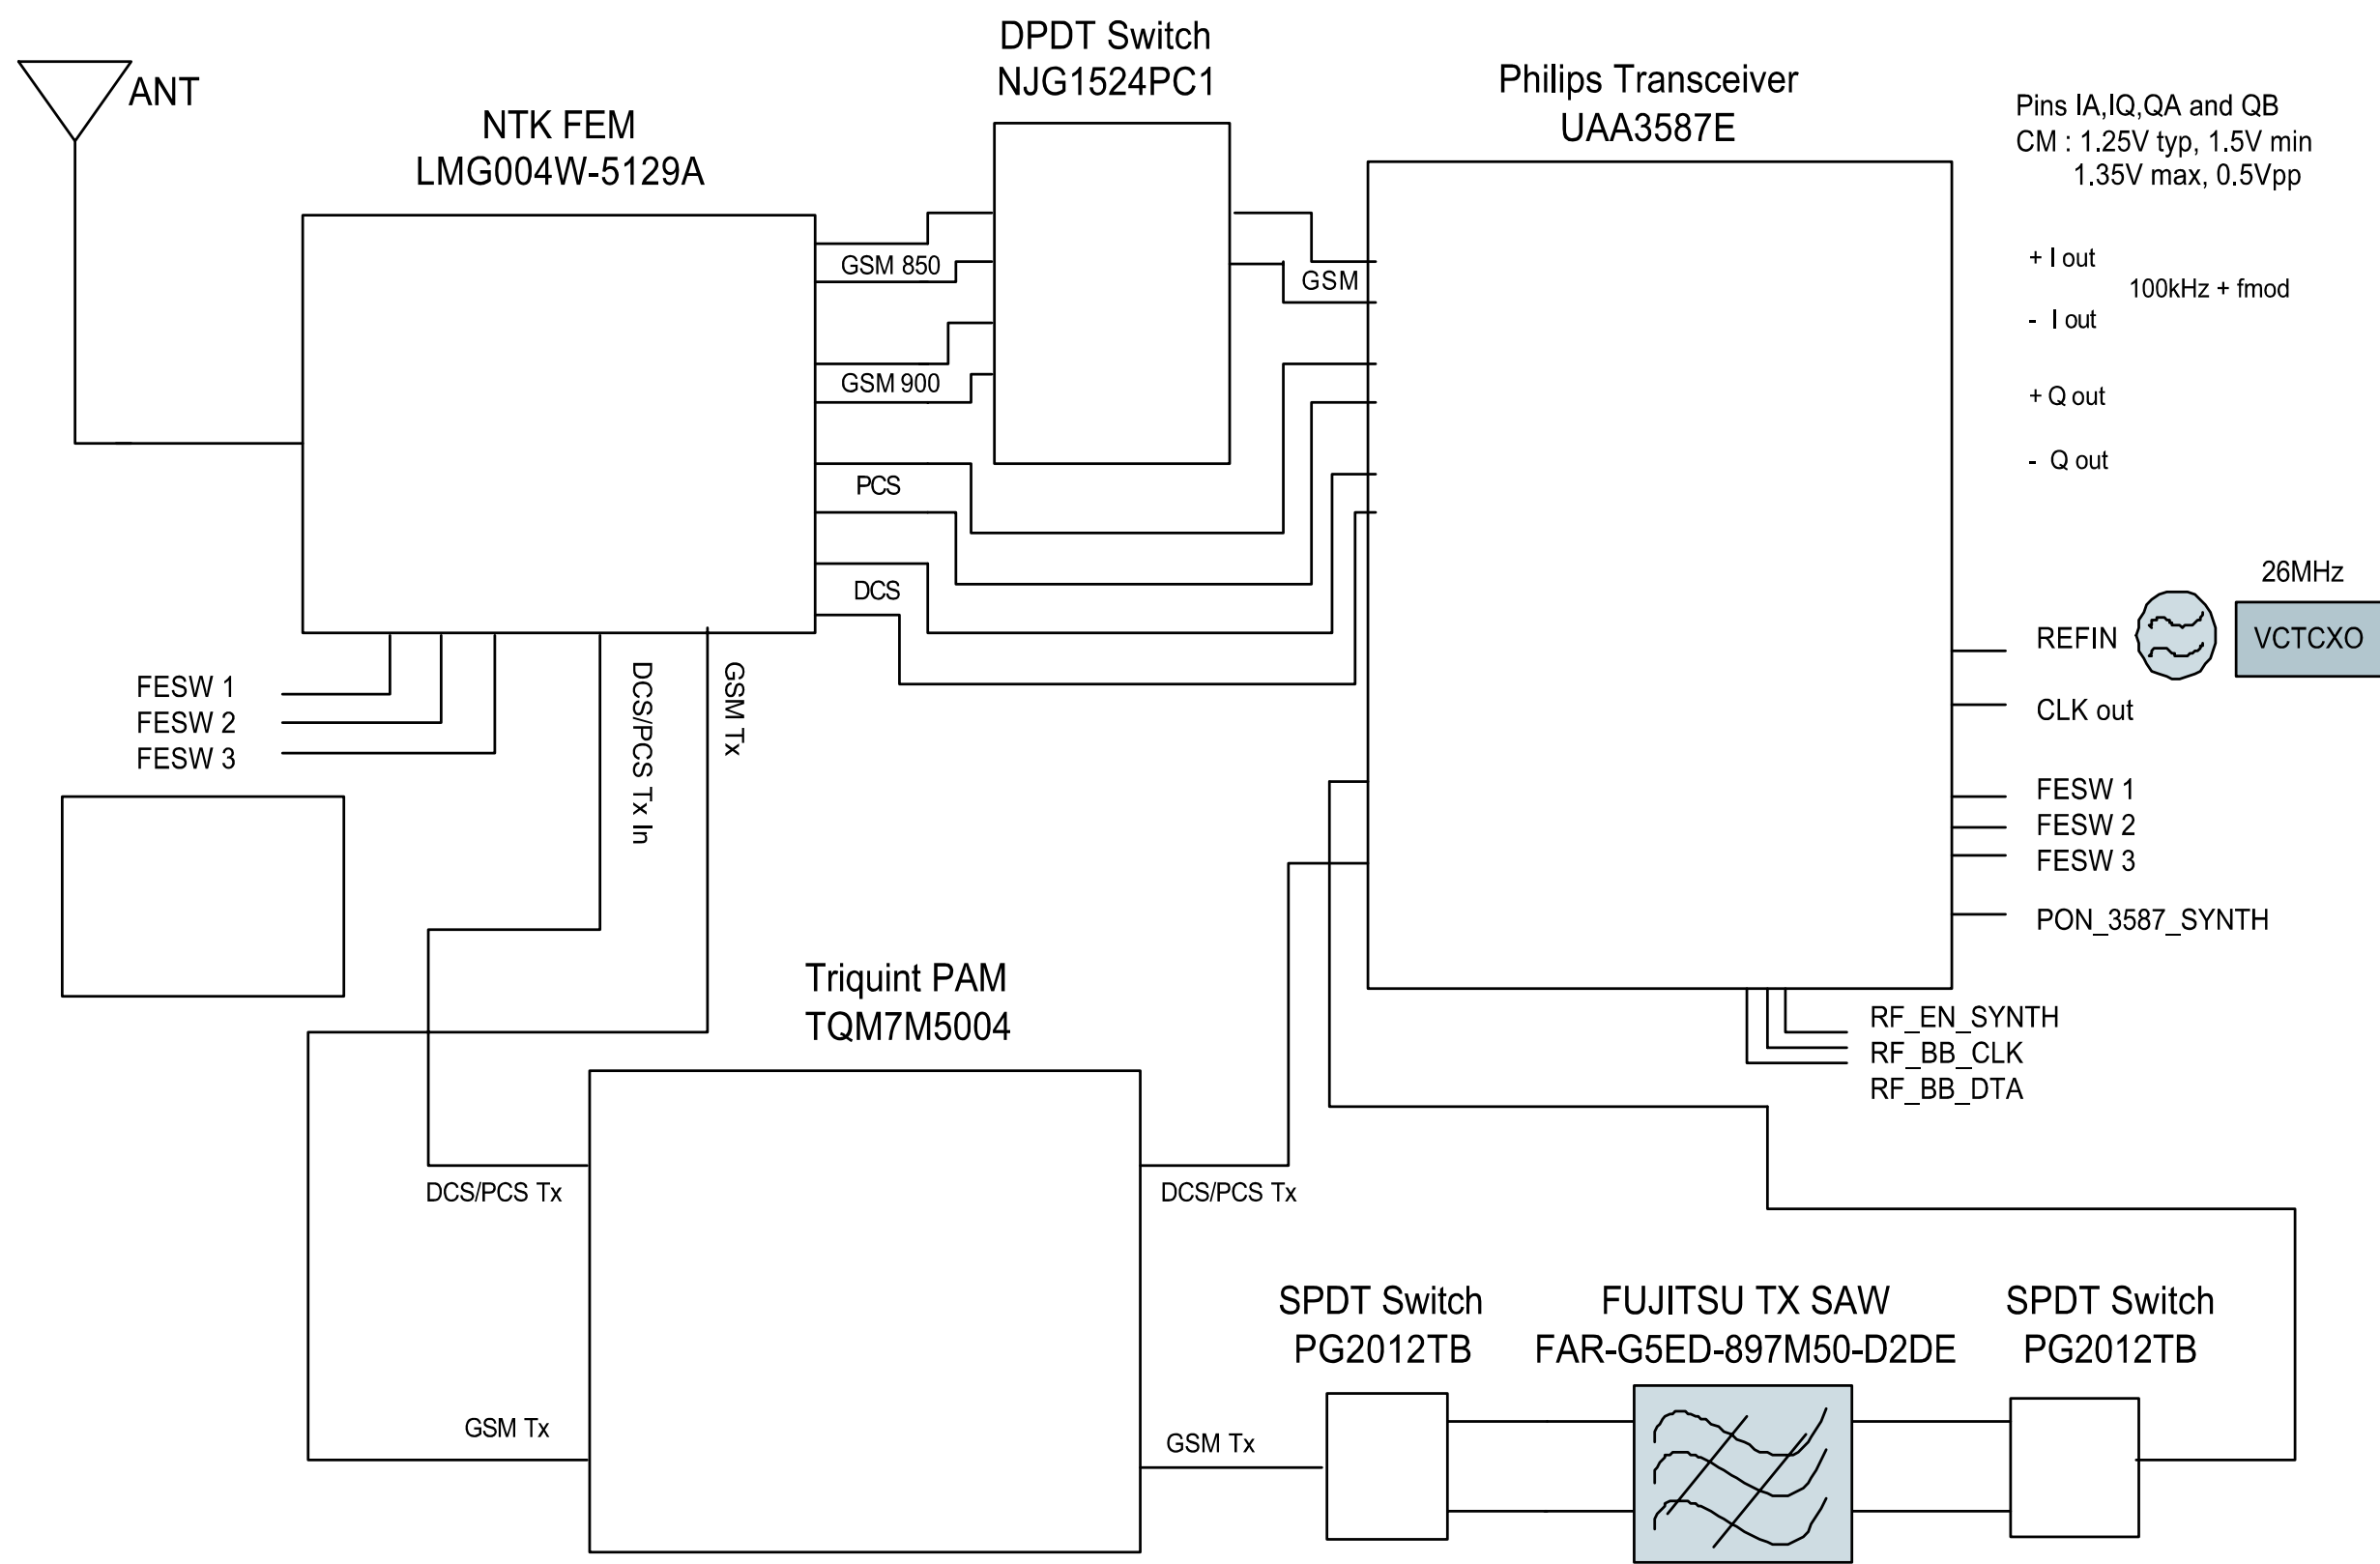 ANT
NTK FEM
LMG004W-5129A
DPDT Switch
NJG1524PC1
Philips Transceiver
UAA3587E
Pins IA,IQ,QA and QB
CM : 1.25V typ, 1.5V min
1.35V max, 0.5Vpp
GSM 850
GSM 900
PCS
DCS
GSM
+ I out
100kHz + fmod
- I out
+ Q out
- Q out
26MHz
REFIN
VCTCXO
CLK out
FESW 1
FESW 2
FESW 3
PON_3587_SYNTH
FESW 1
FESW 2
FESW 3
DCS/PCS Tx In
GSM Tx
RF_EN_SYNTH
RF_BB_CLK
RF_BB_DTA
Triquint PAM
TQM7M5004
DCS/PCS Tx
DCS/PCS Tx
GSM Tx
GSM Tx
SPDT Switch
PG2012TB
FUJITSU TX SAW
FAR-G5ED-897M50-D2DE
SPDT Switch
PG2012TB